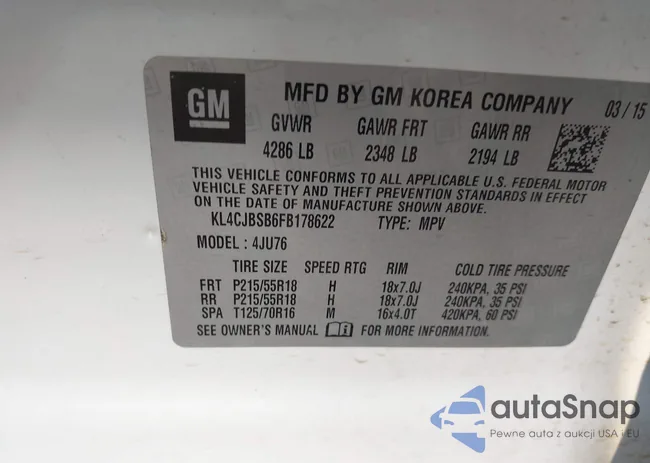 GM
MFD BY GM KOREA COMPANY 03/15
GVWR GAWR FRT GAWR RR
4286 LB 2348 LB 2194 LB
THIS VEHICLE CONFORMS TO ALL APPLICABLE U.S. FEDERAL MOTOR
VEHICLE SAFETY AND THEFT PREVENTION STANDARDS IN EFFECT
ON THE DATE OF MANUFACTURE SHOWN ABOVE.
KL4CJBSB6FB178622 TYPE: MPV
MODEL : 4JU76
TIRE SIZE SPEED RTG RIM COLD TIRE PRESSURE
FRT P215/55R18 H 18x7.0J 240KPA, 35 PSI
RR P215/55R18 H 18x7.0J 240KPA, 35 PSI
SPA T125/70R16 M 16x4.0T 420KPA, 60 PSI
SEE OWNER'S MANUAL FOR MORE INFORMATION.
autoSnap
Pewne auta z aukcji USA i EU